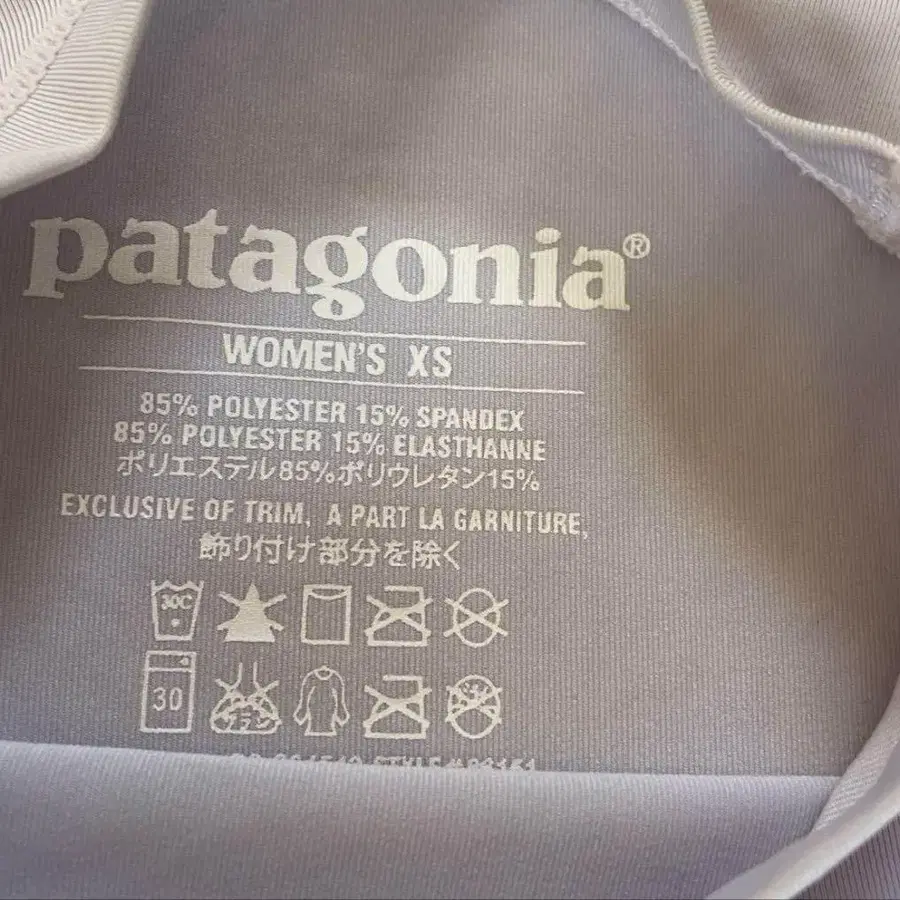 patagonia®
WOMEN'S XS
85% POLYESTER 15% SPANDEX
85% POLYESTER 15% ELASTHANNE
ポリエステル85%ポリウレタン15%
EXCLUSIVE OF TRIM, A PART LA GARNITURE,
飾り付け部分を除く
30C
30